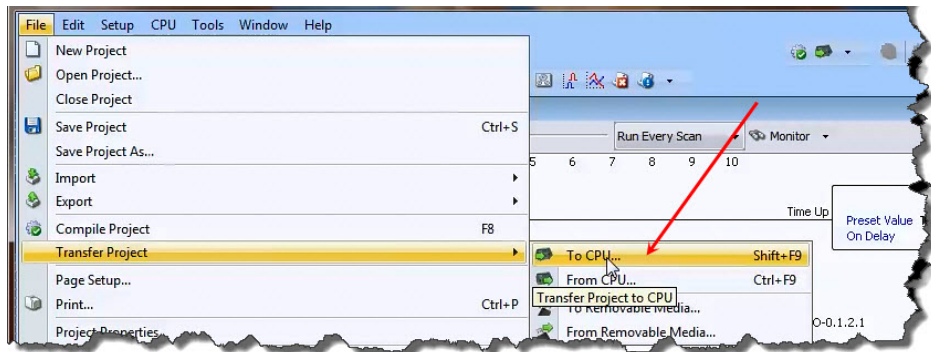 File Edit Setup CPU Tools Window Help
New Project
Open Project...
Close Project
Save Project Ctrl+S
Save Project As...
Run Every Scan Monitor
5 6 7 8 9 10
Import
Export
Time Up
Preset Value
On Delay
Compile Project F8
Transfer Project
To CPU... Shift+F9
Page Setup...
From CPU... Ctrl+F9
Transfer Project to CPU
Print... Ctrl+P
To Removable Media...
Project Properties...
From Removable Media...
O-0.1.2.1